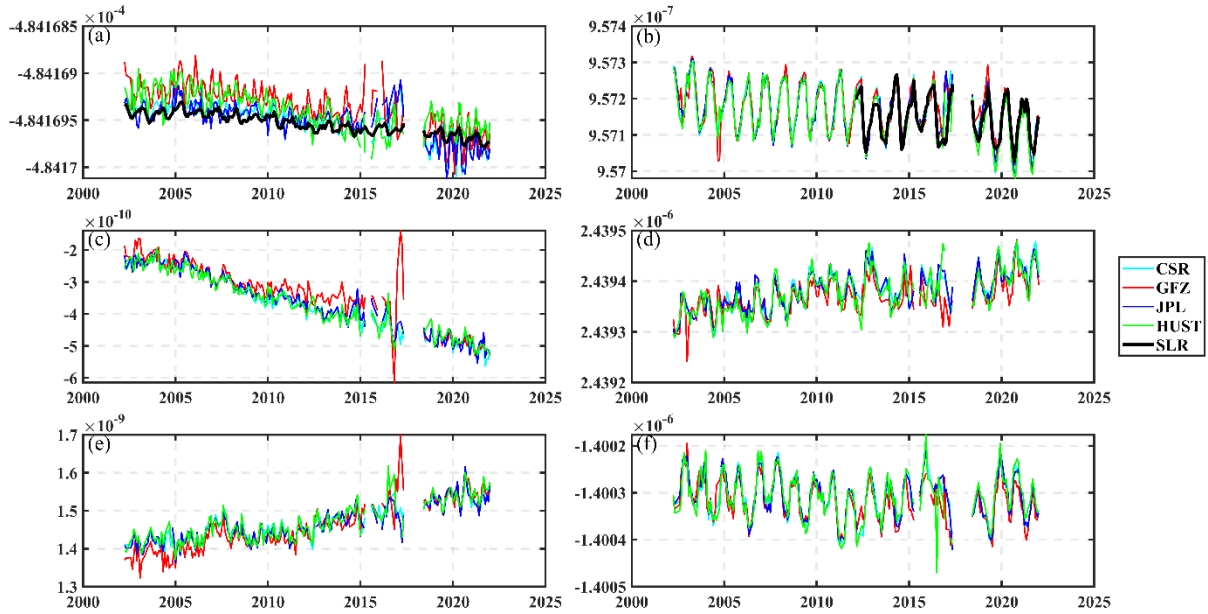 ×10⁻⁴
-4.841685
-4.84169
-4.841695
-4.8417
(a)
2000 2005 2010 2015 2020 2025
×10⁻⁷
9.574
9.573
9.572
9.571
9.57
(b)
2000 2005 2010 2015 2020 2025
×10⁻¹⁰
-2
-3
-4
-5
-6
(c)
2000 2005 2010 2015 2020 2025
×10⁻⁶
2.4395
2.4394
2.4393
2.4392
(d)
2000 2005 2010 2015 2020 2025
CSR
GFZ
JPL
HUST
SLR
×10⁻⁹
1.7
1.6
1.5
1.4
1.3
(e)
2000 2005 2010 2015 2020 2025
×10⁻⁶
-1.4002
-1.4003
-1.4004
-1.4005
(f)
2000 2005 2010 2015 2020 2025